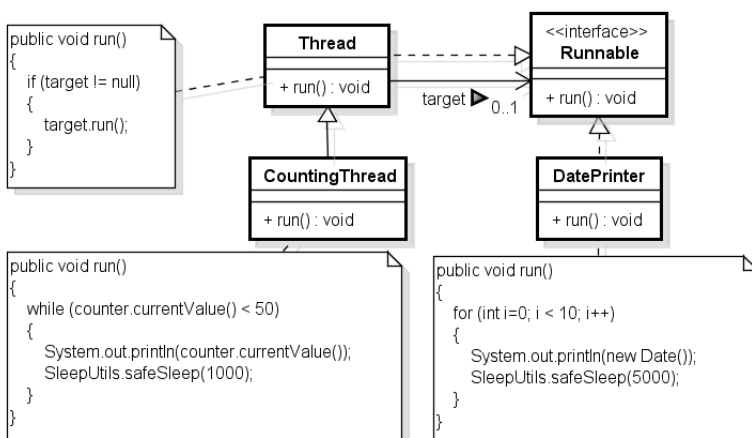 public void run()
{
if (target != null)
{
target.run();
}
}
Thread
+ run() : void
target
0..1
<<interface>>
Runnable
+ run() : void
CountingThread
+ run() : void
DatePrinter
+ run() : void
public void run()
{
while (counter.currentValue() < 50)
{
System.out.println(counter.currentValue());
SleepUtils.safeSleep(1000);
}
}
public void run()
{
for (int i=0; i < 10; i++)
{
System.out.println(new Date());
SleepUtils.safeSleep(5000);
}
}